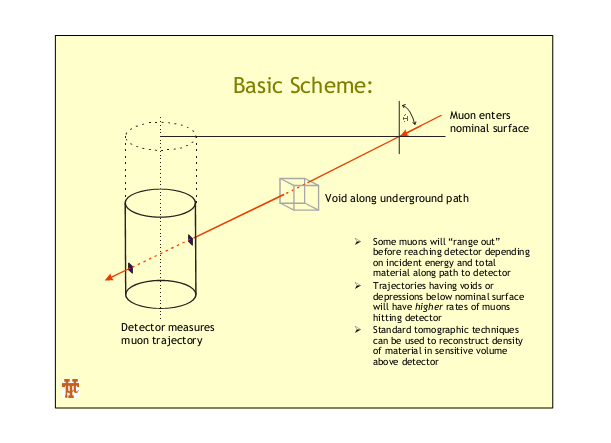 Basic Scheme:
Muon enters
nominal surface
Void along underground path
Some muons will “range out”
before reaching detector depending
on incident energy and total
material along path to detector
Trajectories having voids or
depressions below nominal surface
will have higher rates of muons
hitting detector
Standard tomographic techniques
can be used to reconstruct density
of material in sensitive volume
above detector
Detector measures
muon trajectory